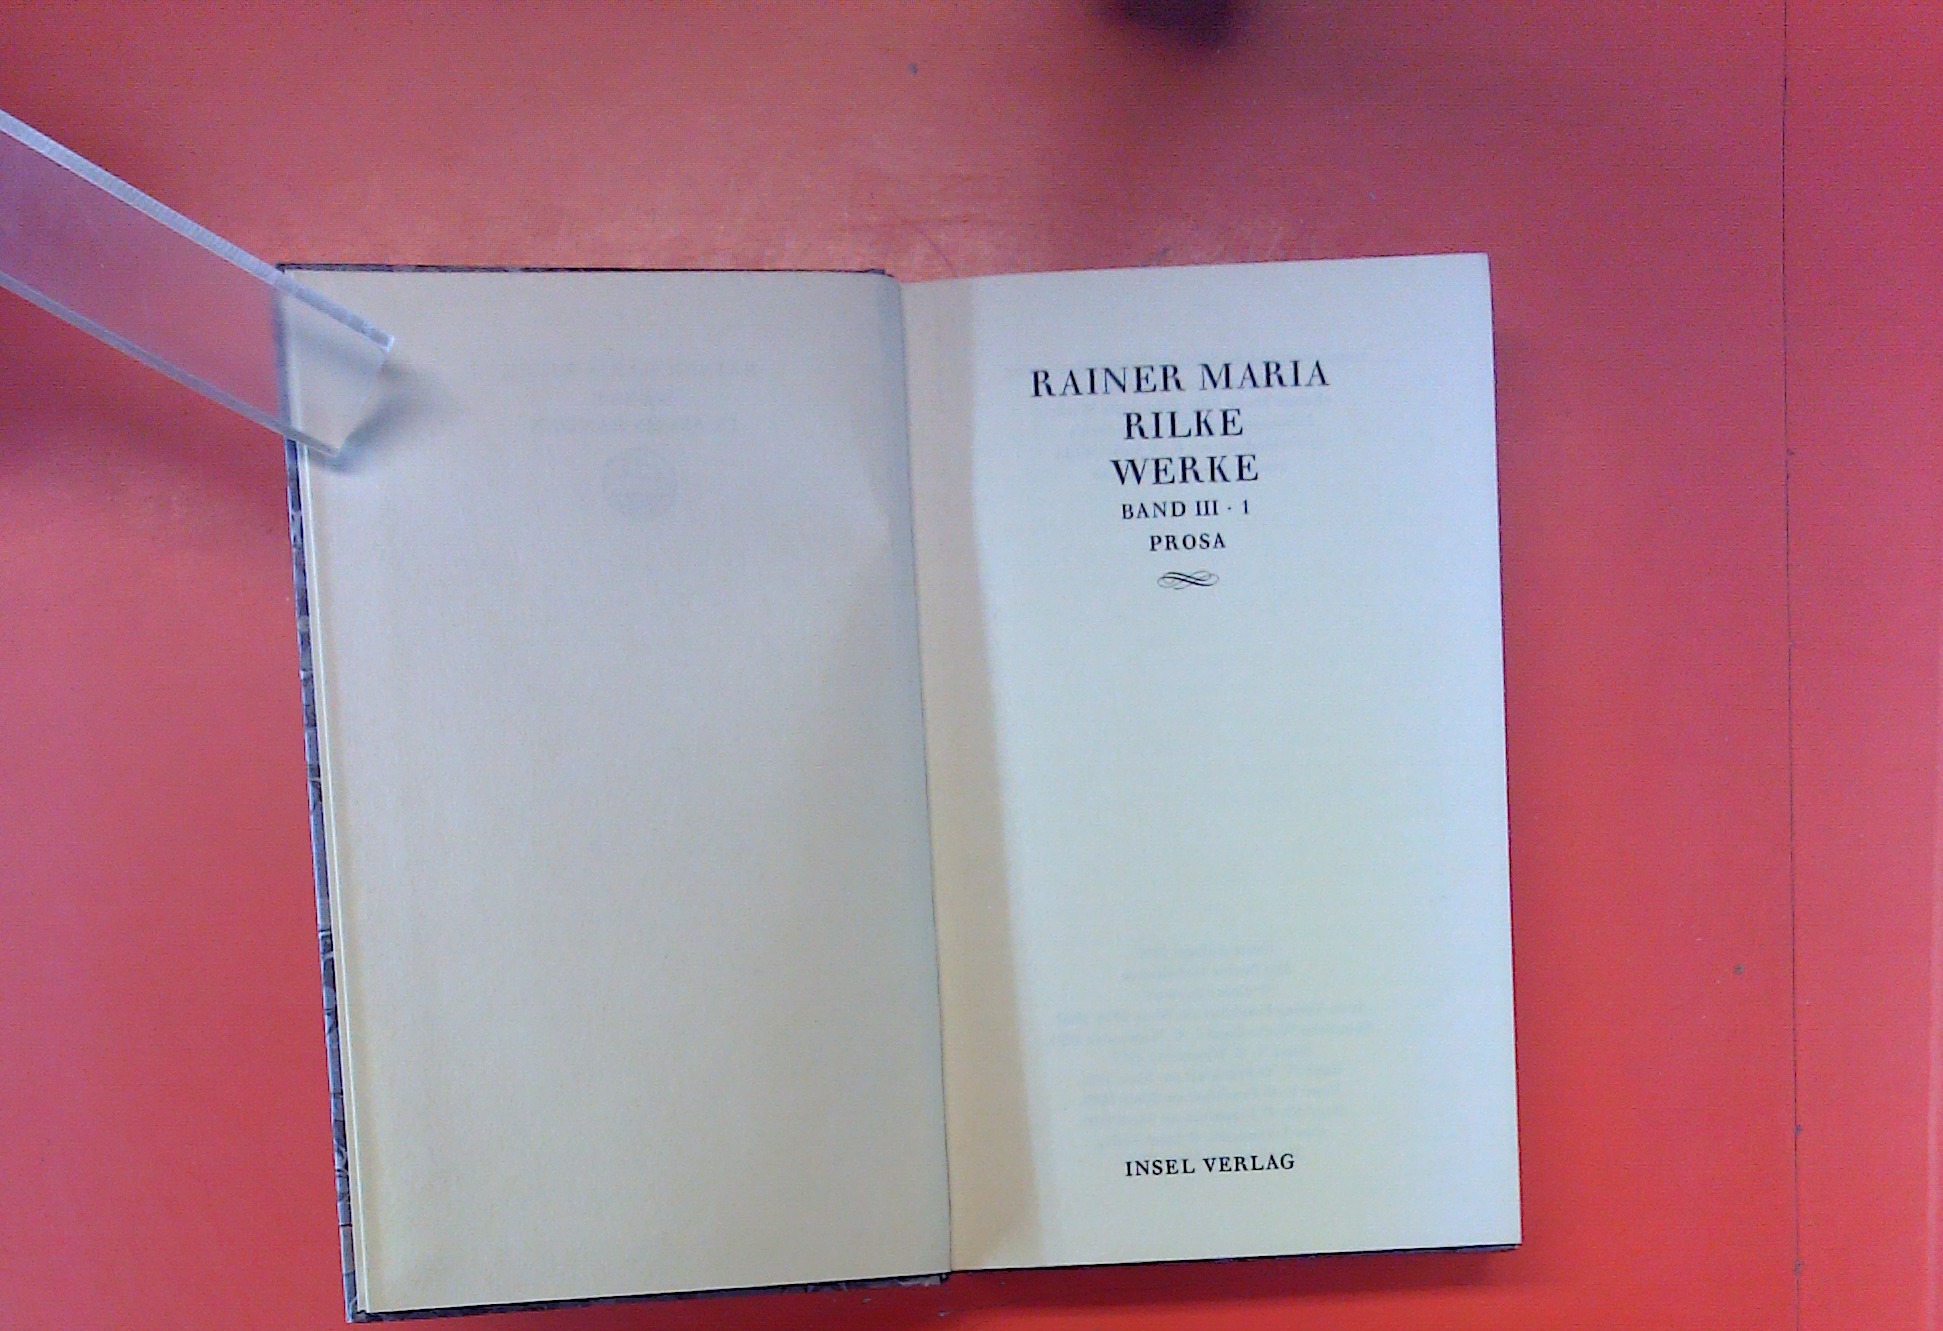 RAINER MARIA
RILKE
WERKE
BAND III · 1
PROSA
INSEL VERLAG